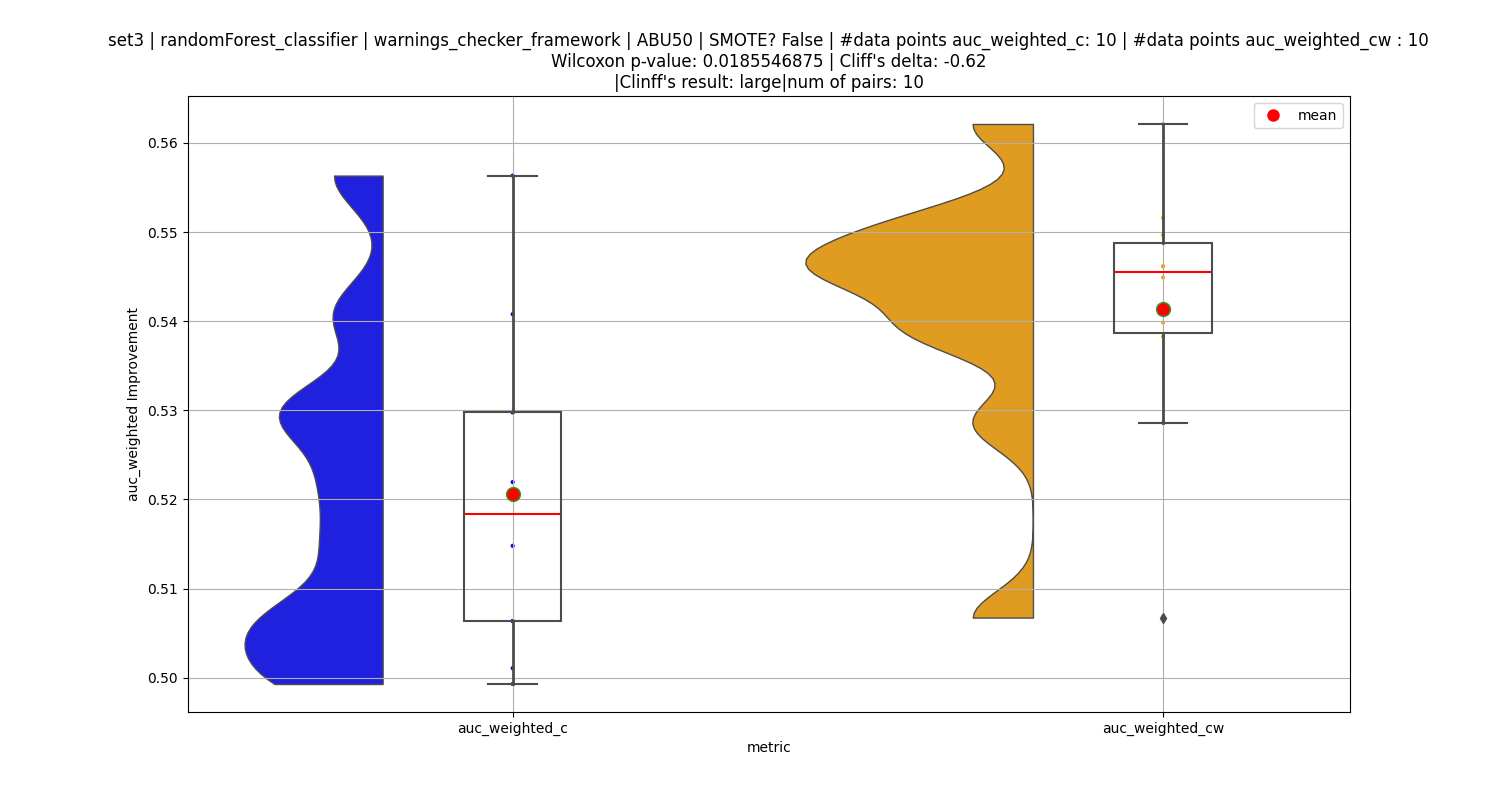 set3 | randomForest_classifier | warnings_checker_framework | ABU50 | SMOTE? False | #data points auc_weighted_c: 10 | #data points auc_weighted_cw : 10
Wilcoxon p-value: 0.0185546875 | Cliff's delta: -0.62
|Clinff's result: large|num of pairs: 10
mean
0.56
0.55
0.54
0.53
0.52
0.51
0.50
auc_weighted Improvement
auc_weighted_c
auc_weighted_cw
metric